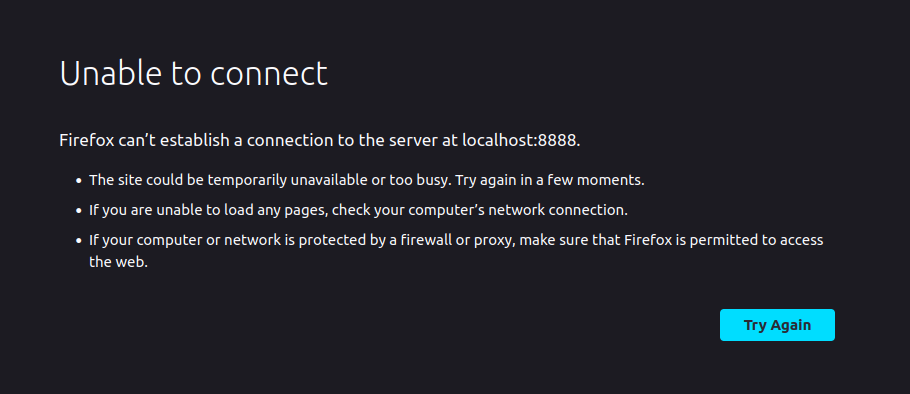 Unable to connect
Firefox can’t establish a connection to the server at localhost:8888.
• The site could be temporarily unavailable or too busy. Try again in a few moments.
• If you are unable to load any pages, check your computer’s network connection.
• If your computer or network is protected by a firewall or proxy, make sure that Firefox is permitted to access
the web.
Try Again